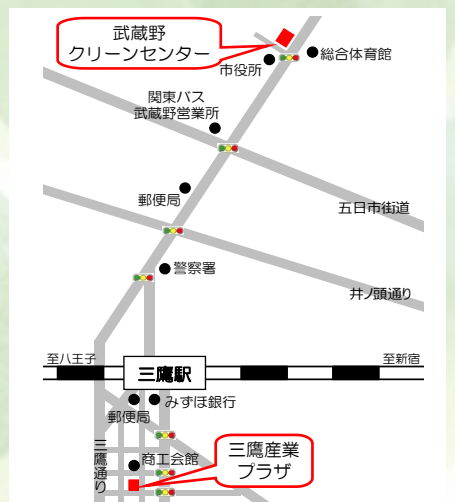 武蔵野
クリーンセンター
総合体育館
市役所
関東バス
武蔵野営業所
郵便局
五日市街道
警察署
井ノ頭通り
至八王子
至新宿
三鷹駅
みずほ銀行
郵便局
三鷹通り
商工会館
三鷹産業
プラザ